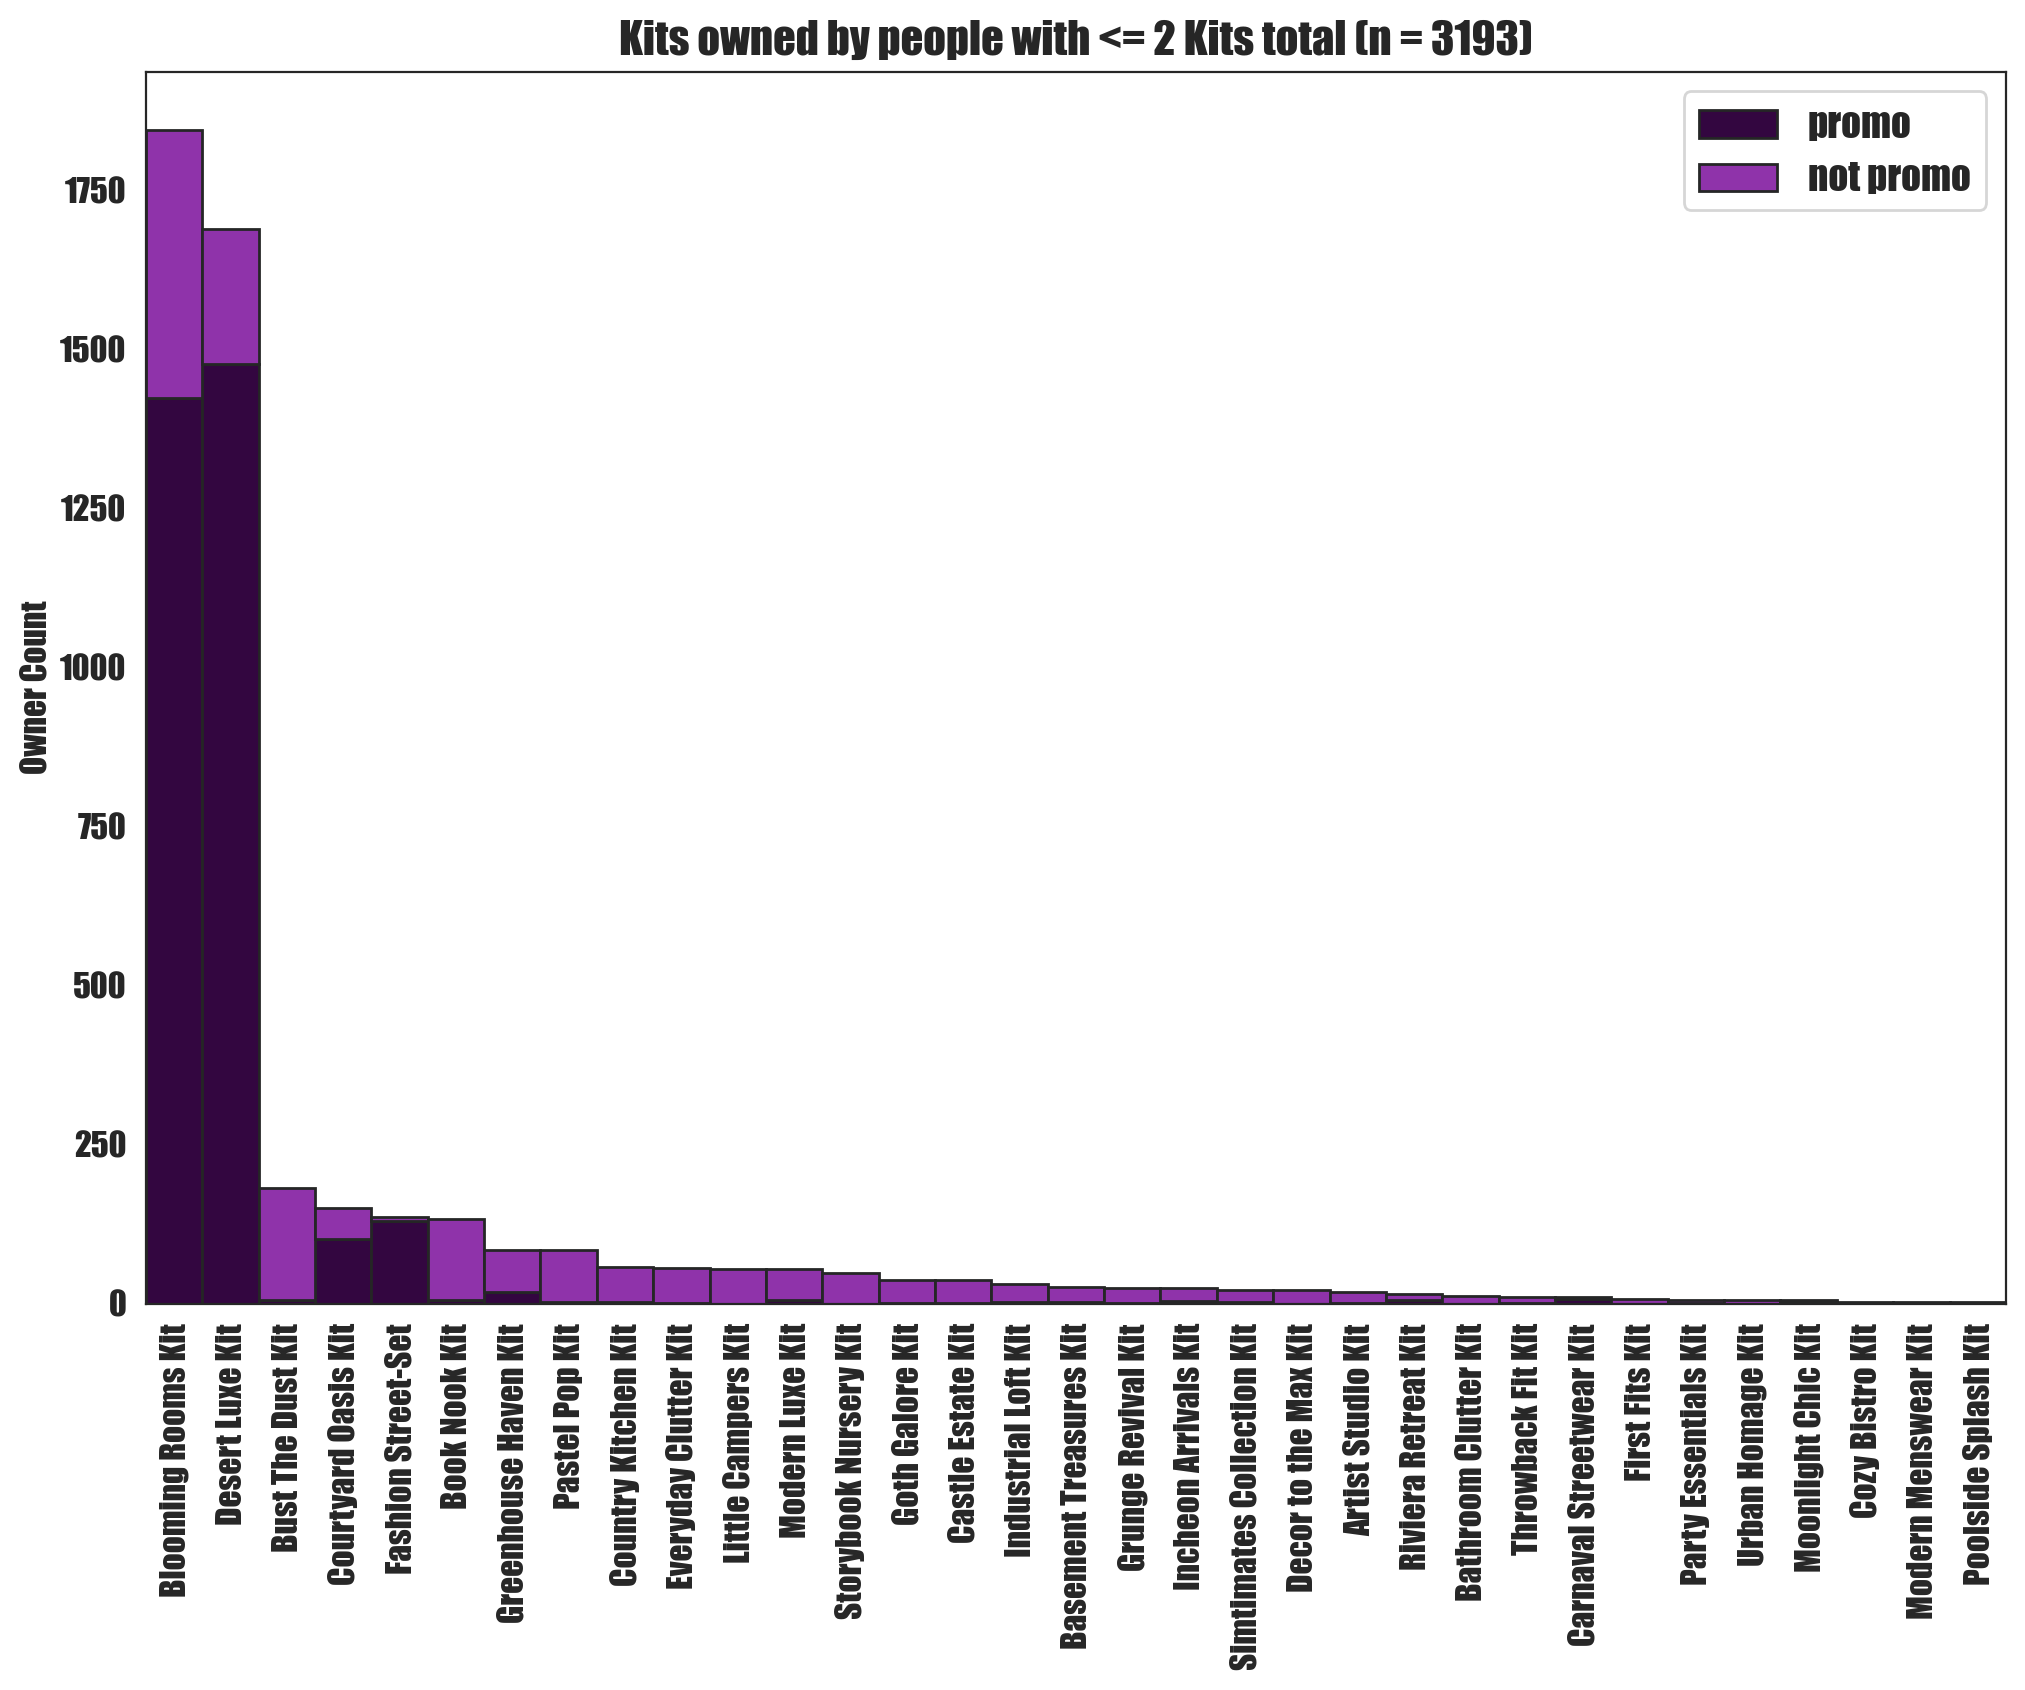 Kits owned by people with <= 2 Kits total (n = 3193)
promo
not promo
Owner Count
1750
1500
1250
1000
750
500
250
0
Blooming Rooms Kit
Desert Luxe Kit
Bust The Dust Kit
Courtyard Oasis Kit
Fashion Street-Set
Book Nook Kit
Greenhouse Haven Kit
Pastel Pop Kit
Country Kitchen Kit
Everyday Clutter Kit
Little Campers Kit
Modern Luxe Kit
Storybook Nursery Kit
Goth Galore Kit
Castle Estate Kit
Industrial Loft Kit
Basement Treasures Kit
Grunge Revival Kit
Incheon Arrivals Kit
Simtimates Collection Kit
Decor to the Max Kit
Artist Studio Kit
Riviera Retreat Kit
Bathroom Clutter Kit
Throwback Fit Kit
Carnaval Streetwear Kit
First Fits Kit
Party Essentials Kit
Urban Homage Kit
Moonlight Chic Kit
Cozy Bistro Kit
Modern Menswear Kit
Poolside Splash Kit